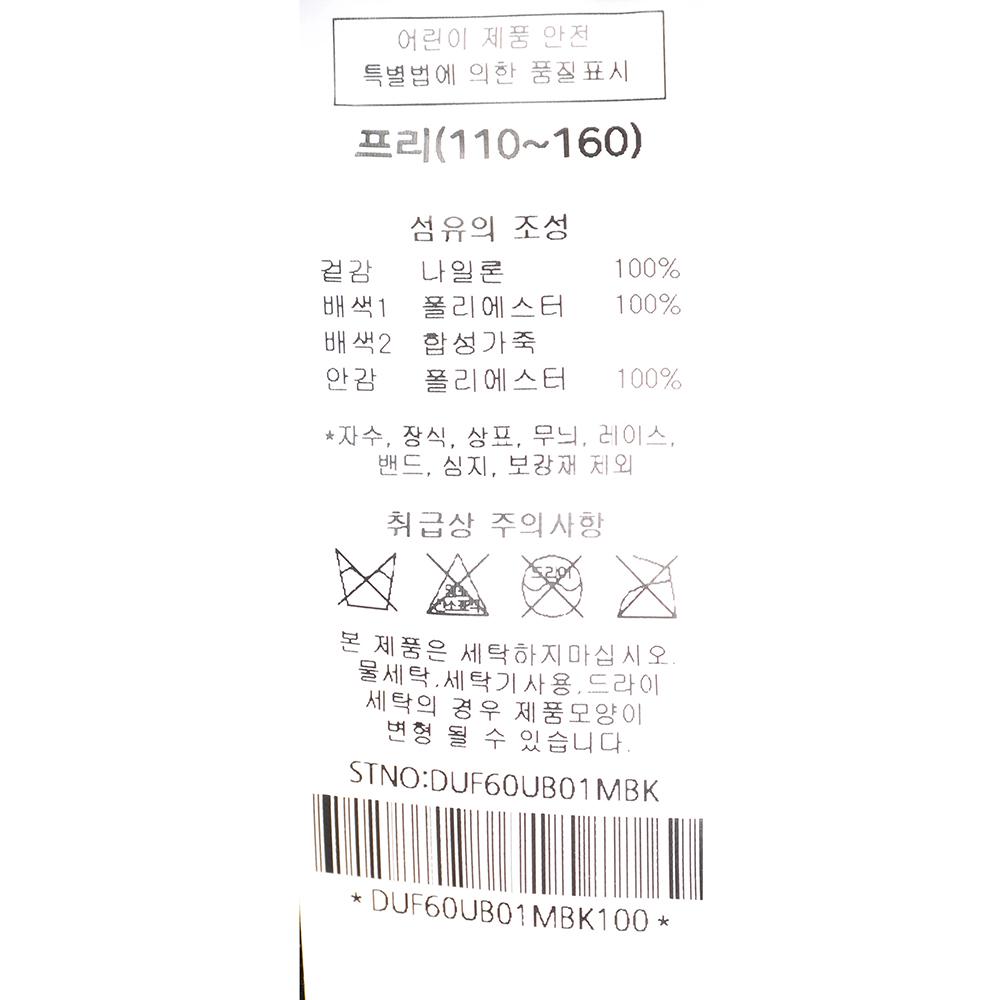 어린이 제품 안전
특별법에 의한 품질표시
프리(110~160)
섬유의 조성
겉감 나일론 100%
배색1 폴리에스터 100%
배색2 합성가죽
안감 폴리에스터 100%
*자수, 장식, 상표, 무늬, 레이스,
밴드, 심지, 보강재 제외
취급상 주의사항
드라이
본 제품은 세탁하지마십시오.
물세탁.세탁기사용.드라이
세탁의 경우 제품모양이
변형 될 수 있습니다.
STNO:DUF60UB01MBK
*DUF60UB01MBK100*